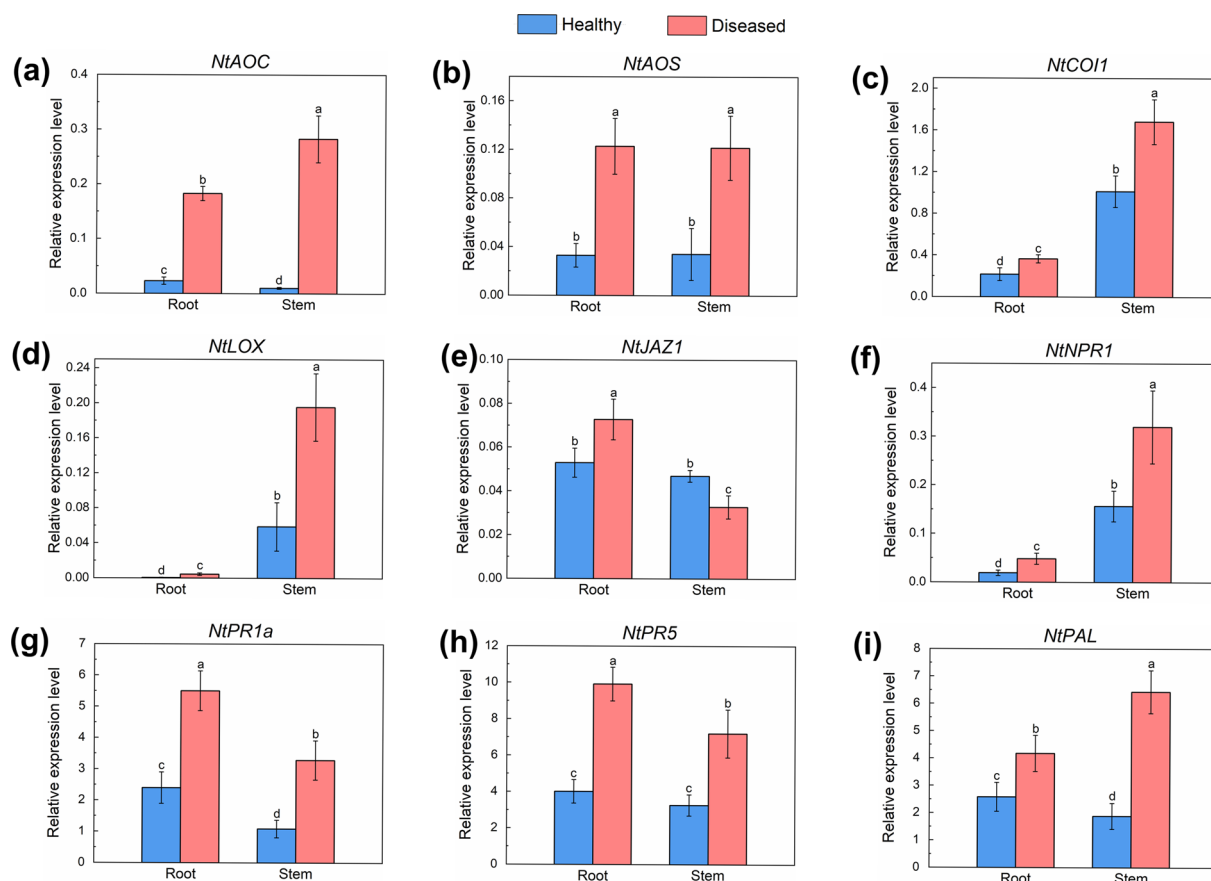 Healthy Diseased
(a) NtAOC
Relative expression level
0.4
0.3
0.2
0.1
0.0
c b d a
Root Stem
(b) NtAOS
Relative expression level
0.16
0.12
0.08
0.04
0.00
b a b a
Root Stem
(c) NtCOI1
Relative expression level
2.0
1.6
1.2
0.8
0.4
0.0
d c b a
Root Stem
(d) NtLOX
Relative expression level
0.24
0.20
0.16
0.12
0.08
0.04
0.00
d c b a
Root Stem
(e) NtJAZ1
Relative expression level
0.10
0.08
0.06
0.04
0.02
0.00
b a b c
Root Stem
(f) NtNPR1
Relative expression level
0.4
0.3
0.2
0.1
0.0
d c b a
Root Stem
(g) NtPR1a
Relative expression level
7
6
5
4
3
2
1
0
c a d b
Root Stem
(h) NtPR5
Relative expression level
12
10
8
6
4
2
0
c a c b
Root Stem
(i) NtPAL
Relative expression level
8
7
6
5
4
3
2
1
0
c b d a
Root Stem